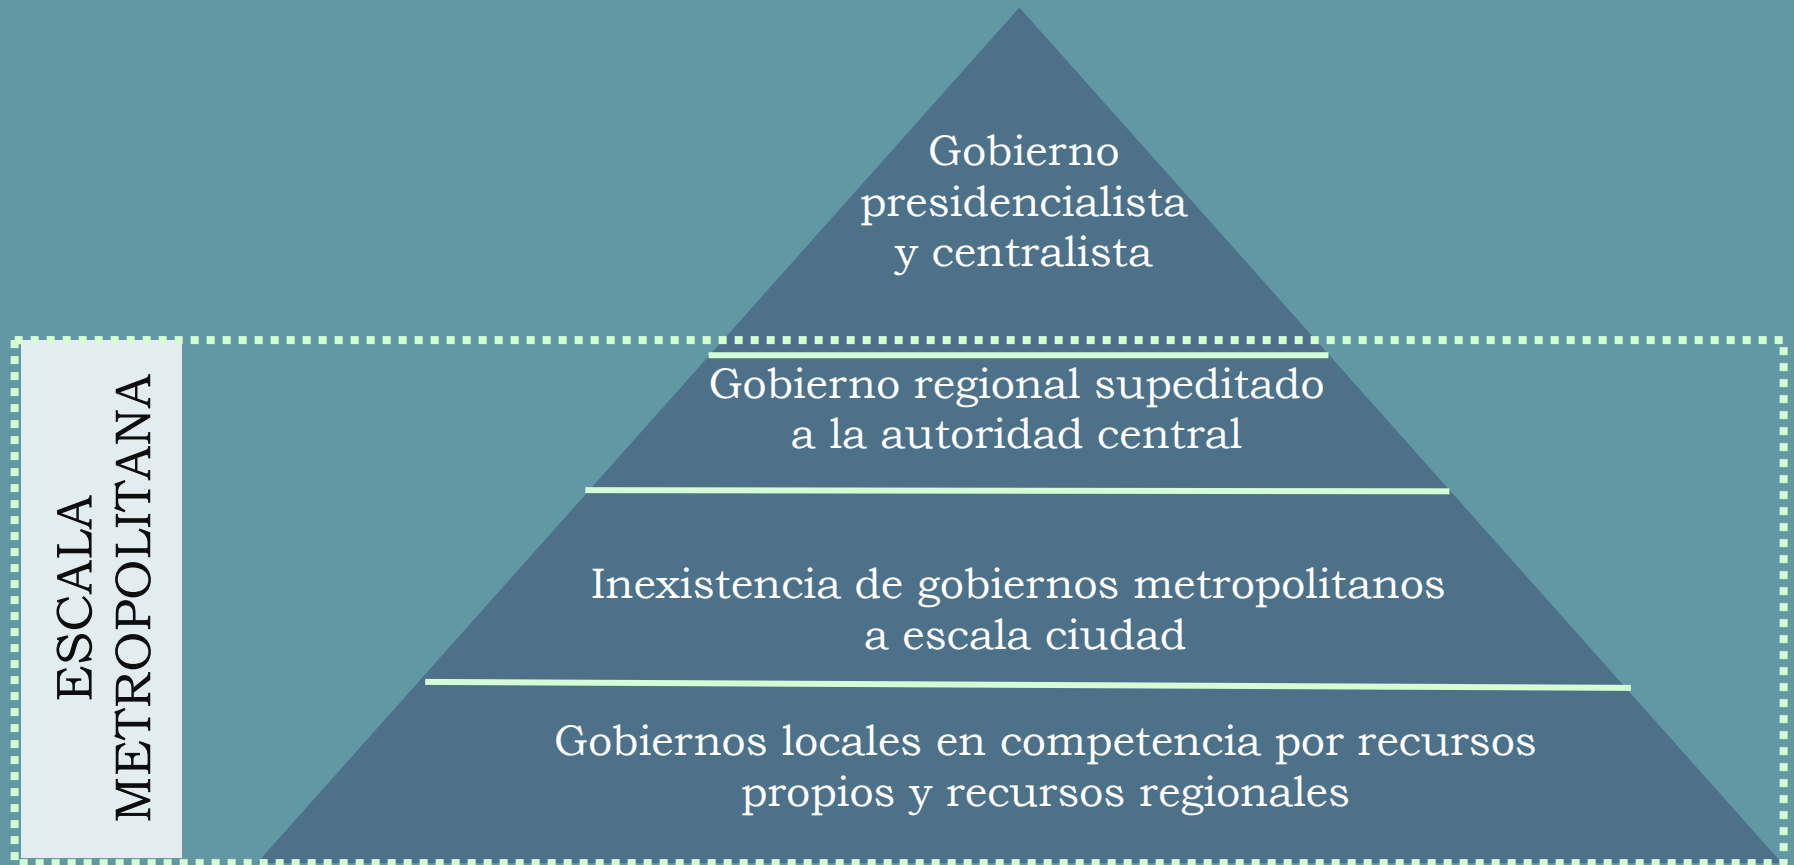 Gobierno
presidencialista
y centralista
ESCALA
METROPOLITANA
Gobierno regional supeditado
a la autoridad central
Inexistencia de gobiernos metropolitanos
a escala ciudad
Gobiernos locales en competencia por recursos
propios y recursos regionales